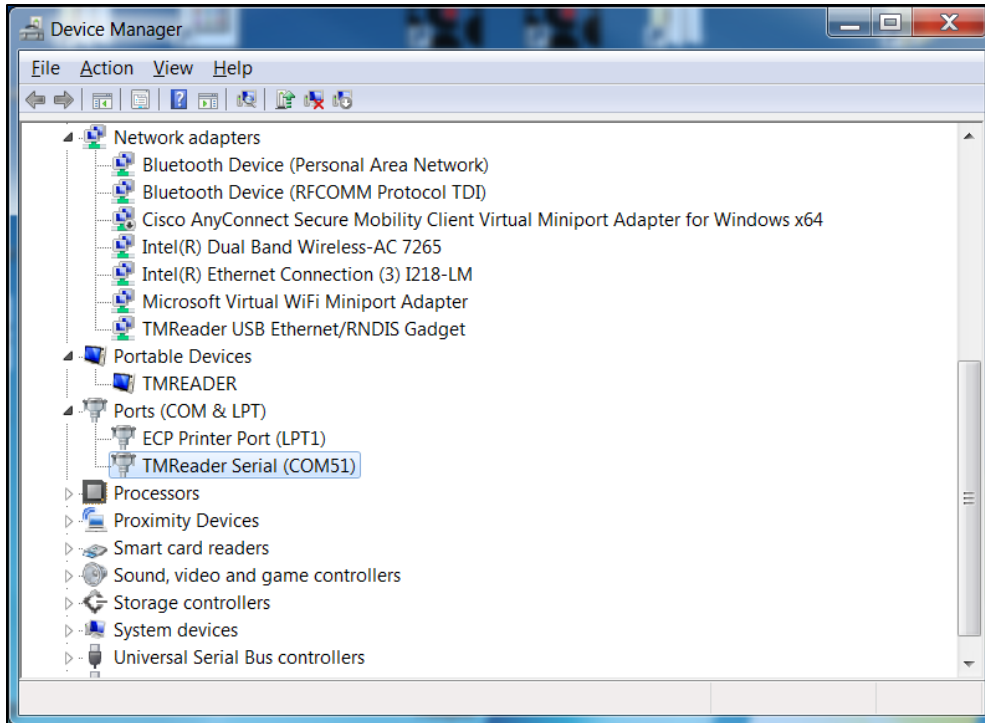 Device Manager
File Action View Help
Network adapters
Bluetooth Device (Personal Area Network)
Bluetooth Device (RFCOMM Protocol TDI)
Cisco AnyConnect Secure Mobility Client Virtual Miniport Adapter for Windows x64
Intel(R) Dual Band Wireless-AC 7265
Intel(R) Ethernet Connection (3) I218-LM
Microsoft Virtual WiFi Miniport Adapter
TMReader USB Ethernet/RNDIS Gadget
Portable Devices
TMREADER
Ports (COM & LPT)
ECP Printer Port (LPT1)
TMReader Serial (COM51)
Processors
Proximity Devices
Smart card readers
Sound, video and game controllers
Storage controllers
System devices
Universal Serial Bus controllers